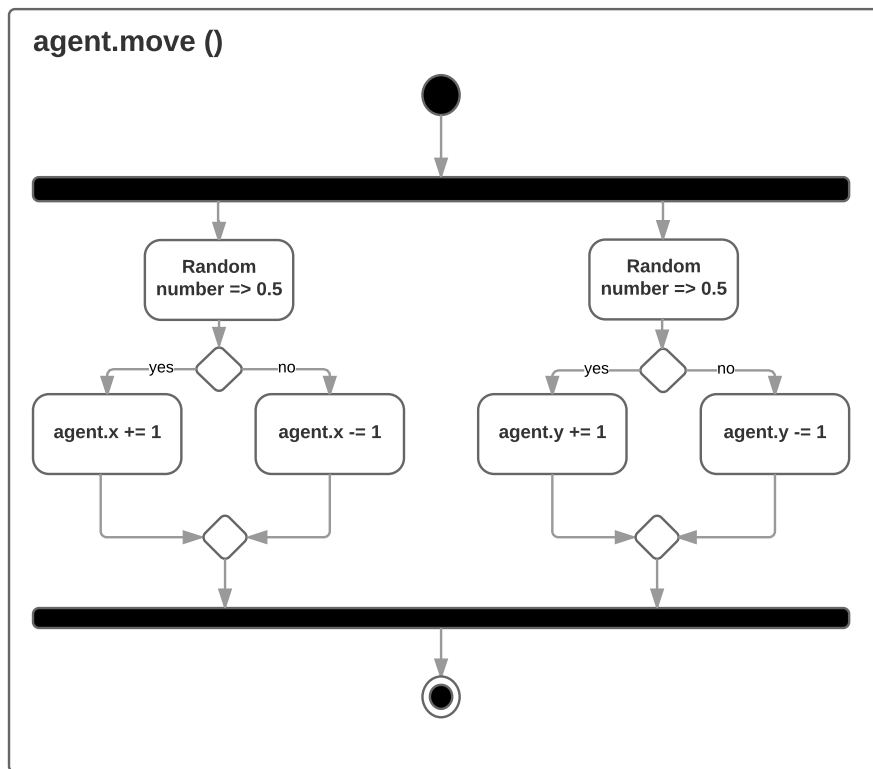 agent.move ()
Random
number => 0.5
Random
number => 0.5
yes
no
yes
no
agent.x += 1
agent.x -= 1
agent.y += 1
agent.y -= 1